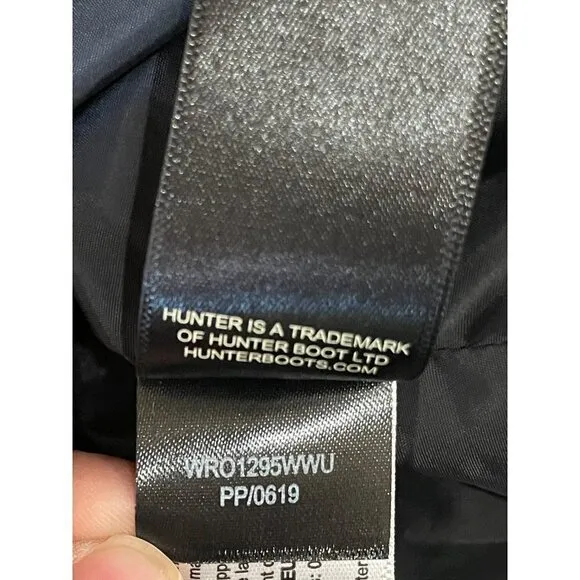 HUNTER IS A TRADEMARK
OF HUNTER BOOT LTD
HUNTERBOOTS.COM
WRO1295WWU
PP/0619